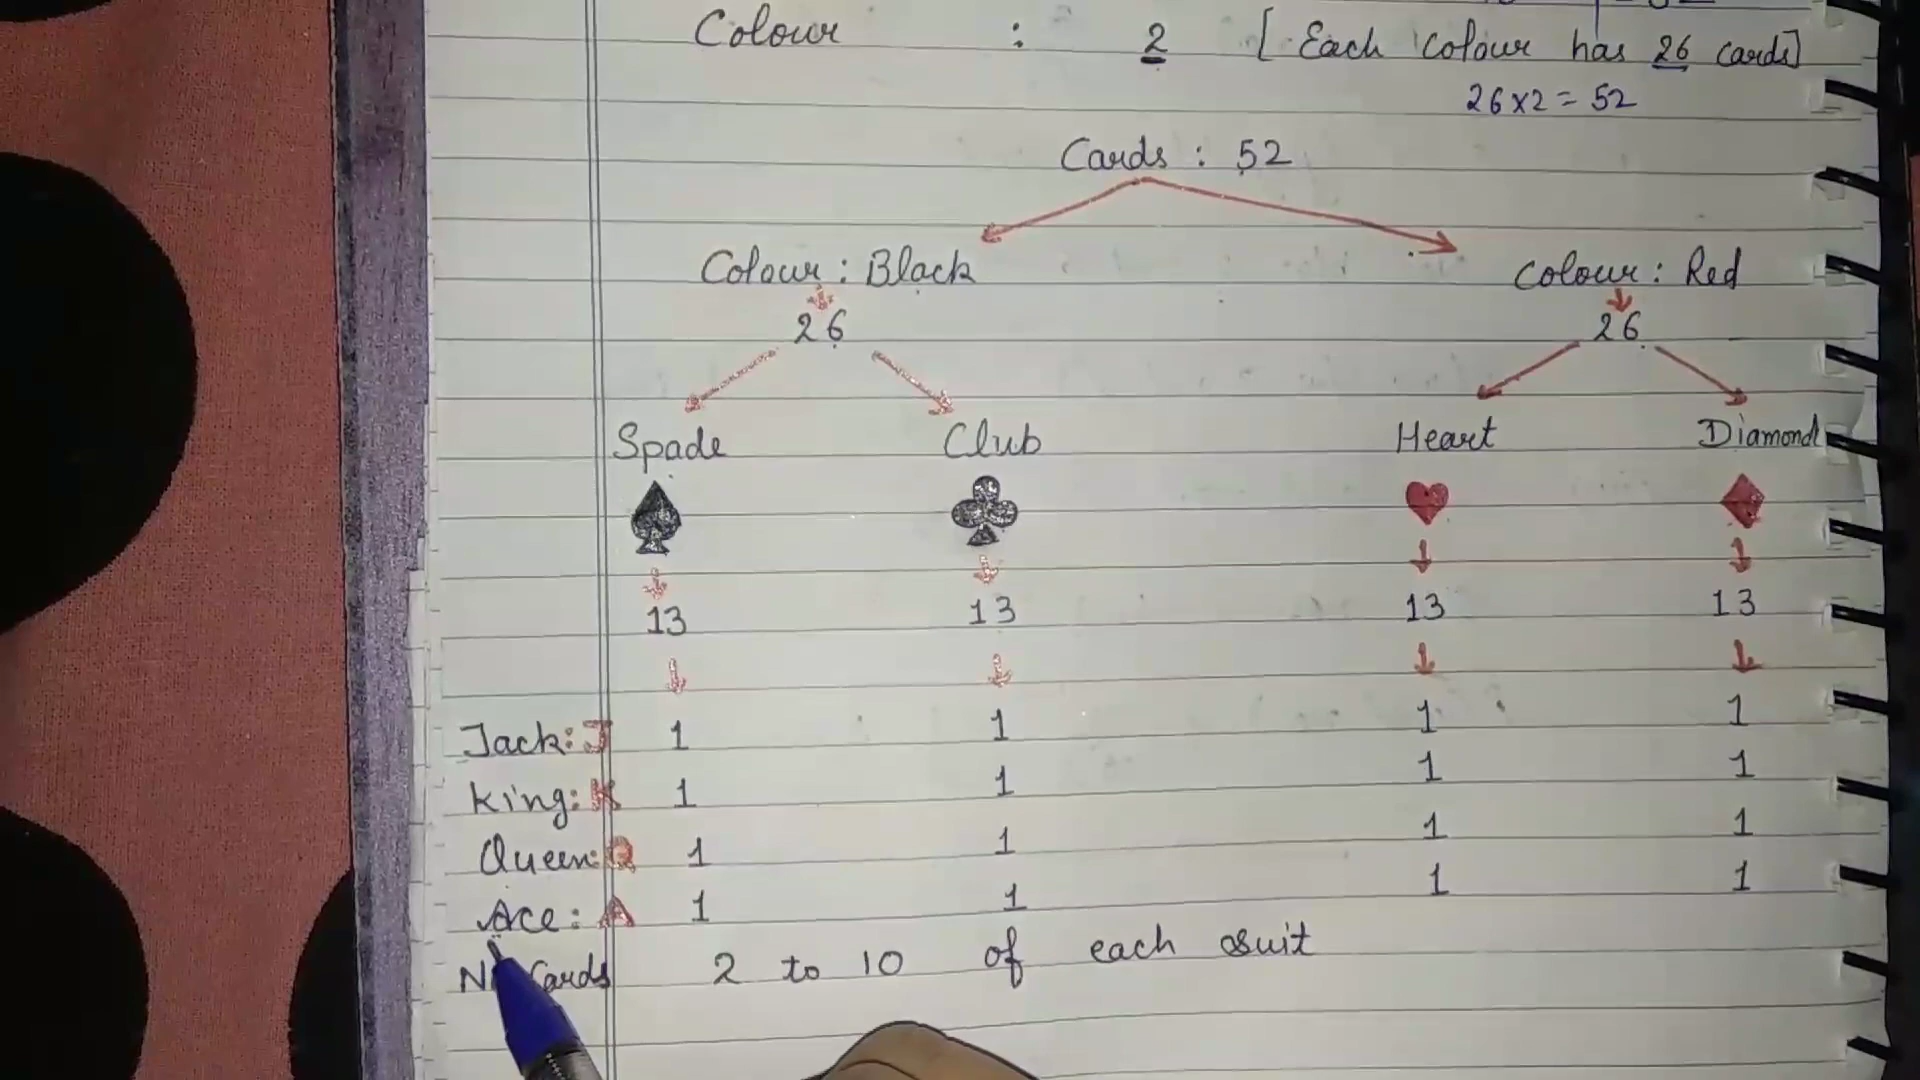 Colour : 2 [Each Colour has 26 cards]
26x2 = 52
Cards : 52
Colour : Black Colour : Red
26 26
Spade Club Heart Diamond
13 13 13 13
Jack: J 1 1 1 1
King: K 1 1 1 1
Queen: Q 1 1 1 1
Ace: A 1 1 1 1
Cards 2 to 10 of each suit